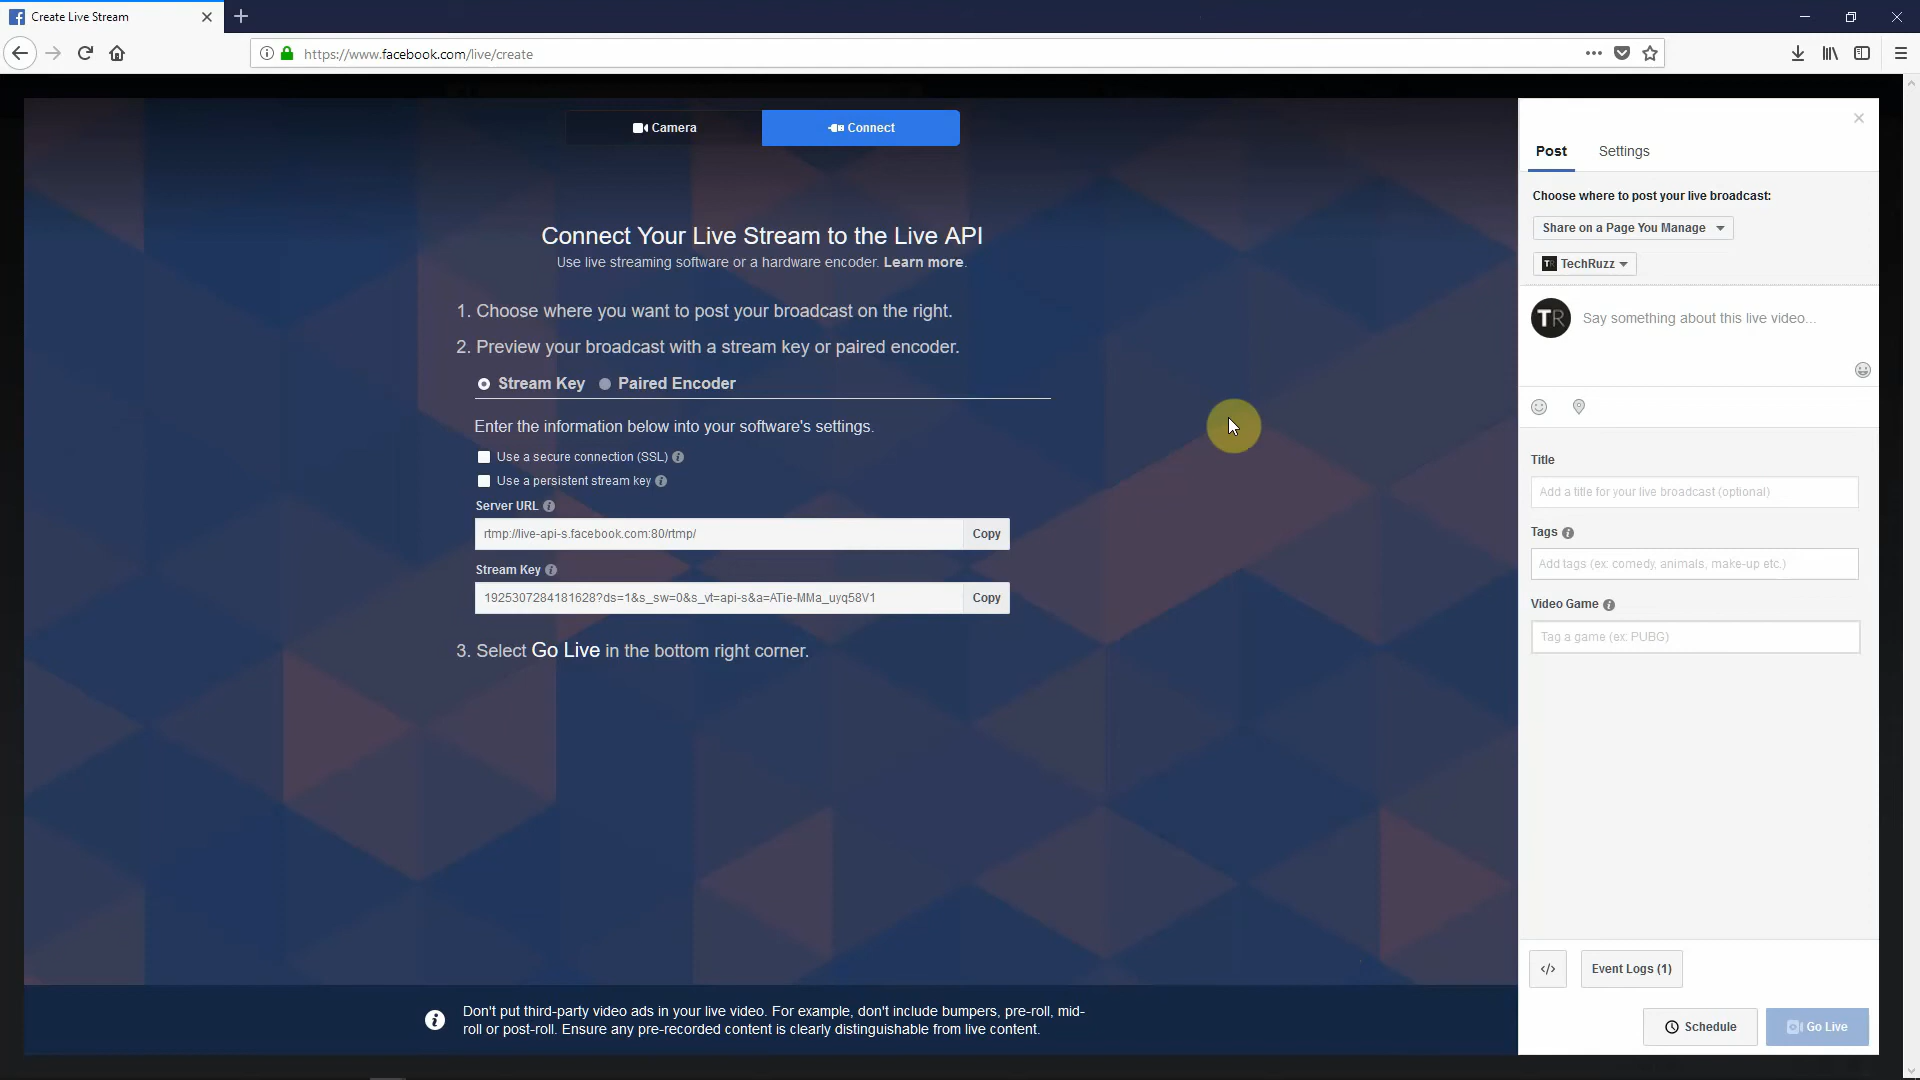 Create Live Stream
https://www.facebook.com/live/create
Camera
Connect
Connect Your Live Stream to the Live API
Use live streaming software or a hardware encoder. Learn more.
1. Choose where you want to post your broadcast on the right.
2. Preview your broadcast with a stream key or paired encoder.
Stream Key Paired Encoder
Enter the information below into your software's settings.
Use a secure connection (SSL)
Use a persistent stream key
Server URL
rtmp://live-api-s.facebook.com:80/rtmp/
Copy
Stream Key
1925307284181628?ds=1&s_sw=0&s_vt=api-s&a=ATie-MMa_uyq58V1
Copy
3. Select Go Live in the bottom right corner.
Don't put third-party video ads in your live video. For example, don't include bumpers, pre-roll, mid-
roll or post-roll. Ensure any pre-recorded content is clearly distinguishable from live content.
Post Settings
Choose where to post your live broadcast:
Share on a Page You Manage
TR TechRuzz
TR Say something about this live video...
Title
Add a title for your live broadcast (optional)
Tags
Add tags (ex: comedy, animals, make-up etc.)
Video Game
Tag a game (ex: PUBG)
</> Event Logs (1)
Schedule Go Live